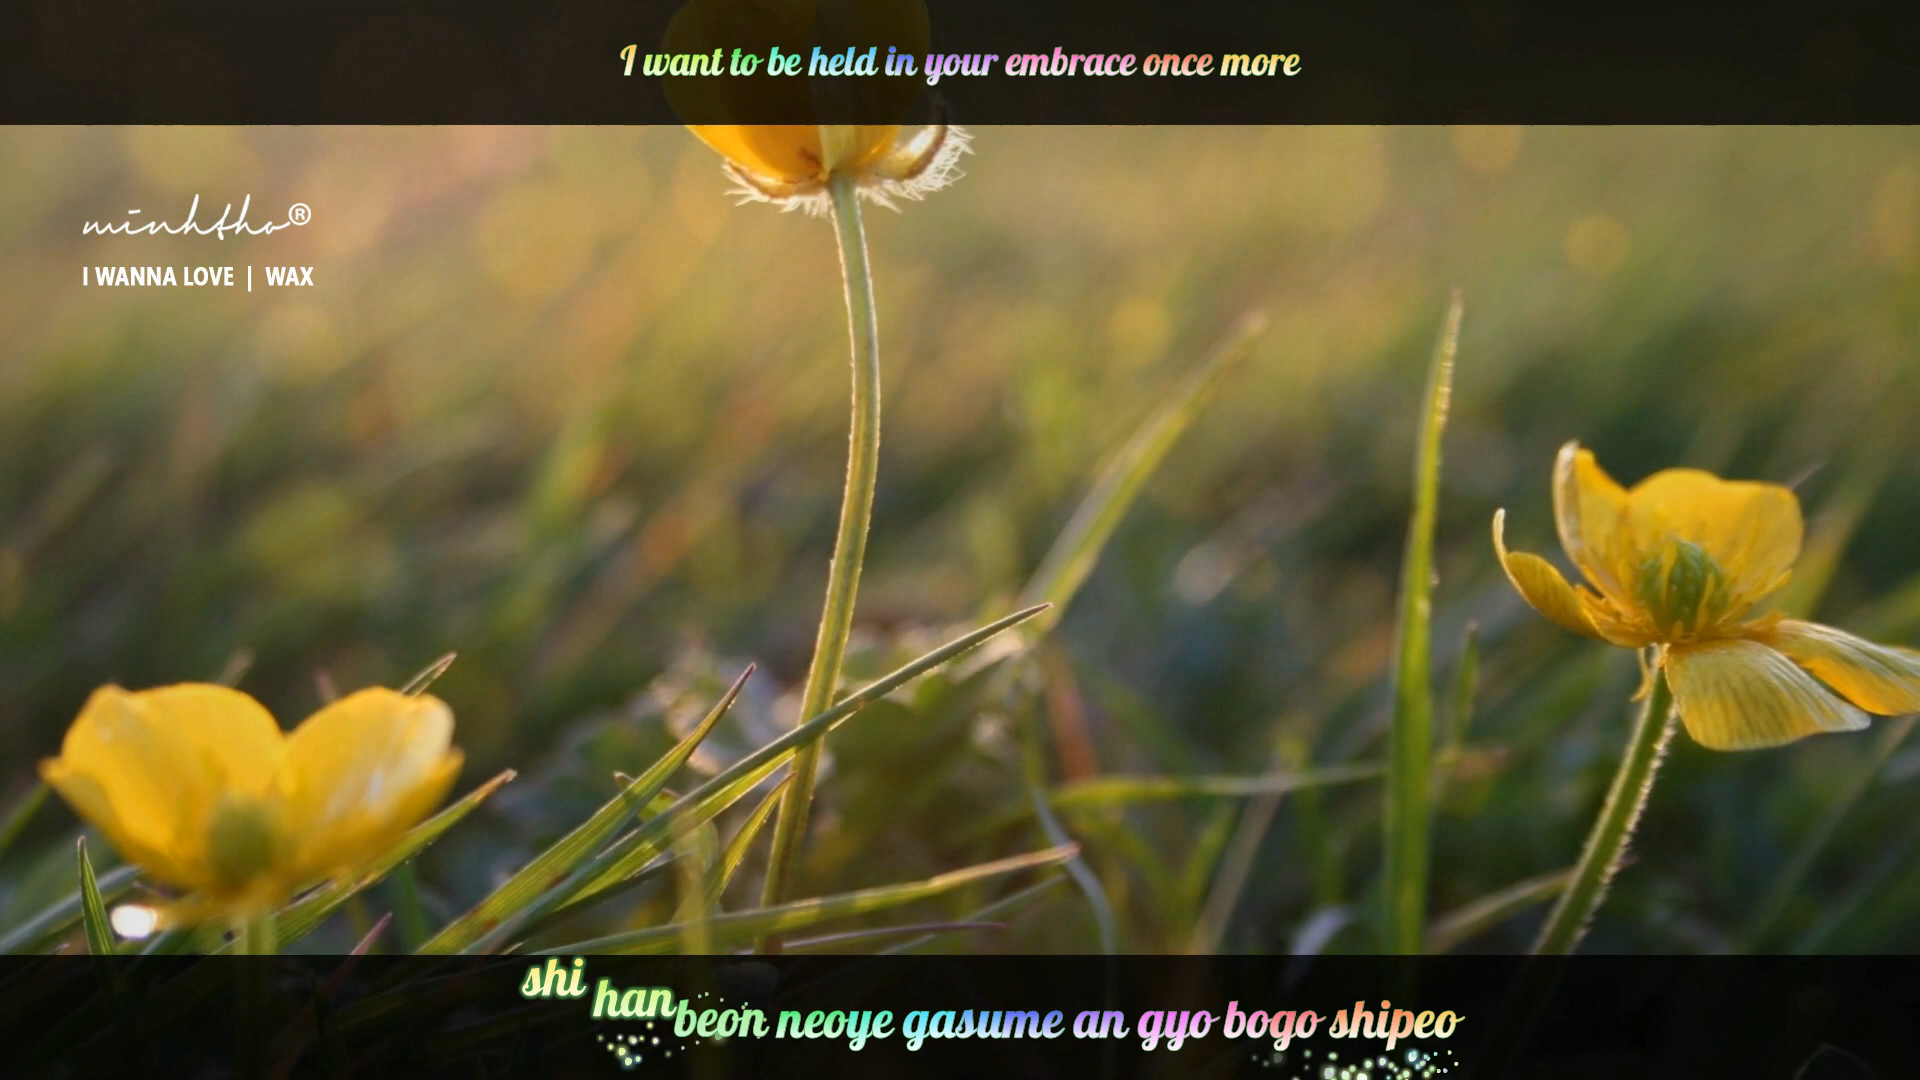 I want to be held in your embrace once more
minhtho®
I WANNA LOVE | WAX
shi han beon neoye gasume an gyo bogo shipeo